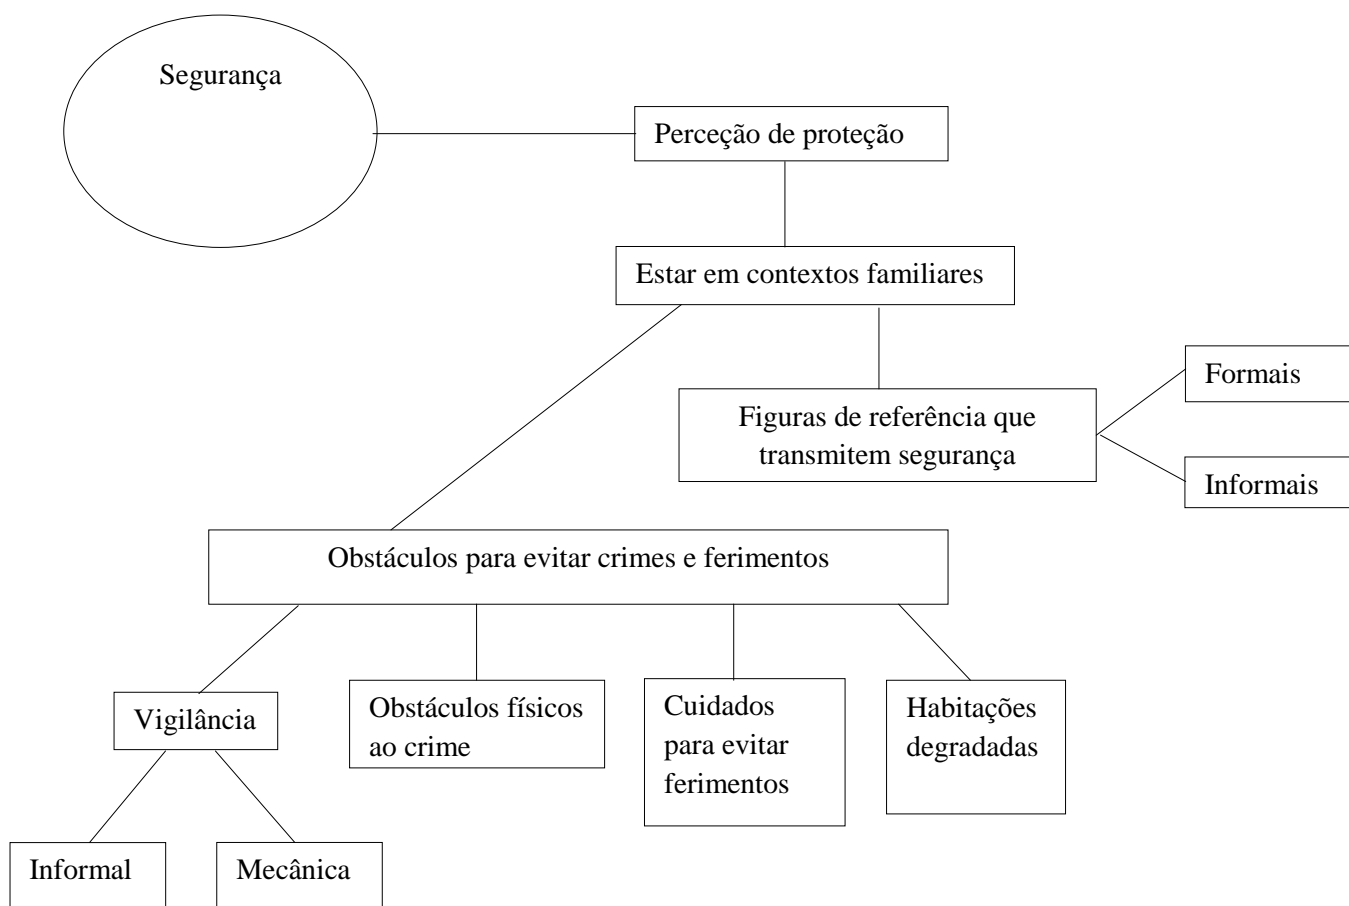 Segurança
Perceção de proteção
Estar em contextos familiares
Formais
Figuras de referência que
transmitem segurança
Informais
Obstáculos para evitar crimes e ferimentos
Vigilância
Obstáculos físicos
ao crime
Cuidados
para evitar
ferimentos
Habitações
degradadas
Informal
Mecânica